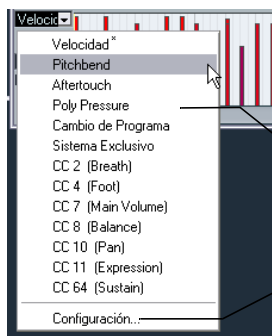 Velocic
Velocidad*
Pitchbend
Aftertouch
Poly Pressure
Cambio de Programa
Sistema Exclusivo
CC 2 (Breath)
CC 4 (Foot)
CC 7 (Main Volume)
CC 8 (Balance)
CC 10 (Pan)
CC 11 (Expression)
CC 64 (Sustain)
Configuración...